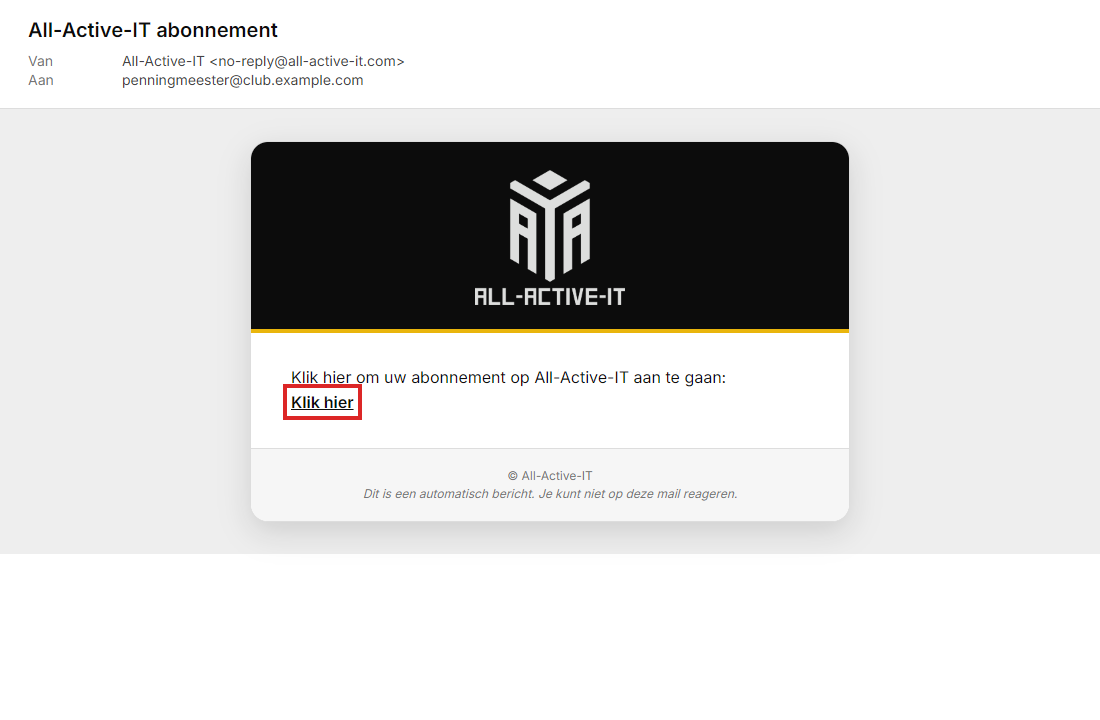 All-Active-IT abonnement
Van All-Active-IT <no-reply@all-active-it.com>
Aan penningmeester@club.example.com
ALL-ACTIVE-IT
Klik hier om uw abonnement op All-Active-IT aan te gaan:
Klik hier
© All-Active-IT
Dit is een automatisch bericht. Je kunt niet op deze mail reageren.